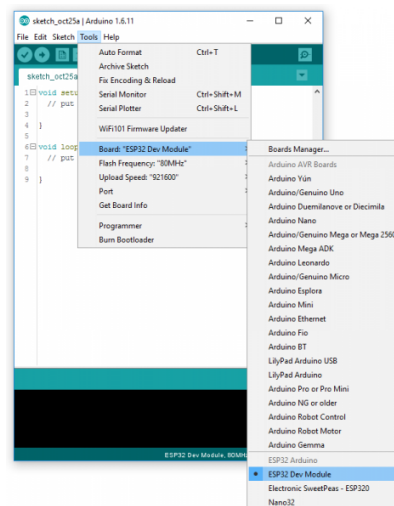 sketch_oct25a | Arduino 1.6.11
File Edit Sketch Tools Help
sketch_oct25a
1 void setu
2 // put
3
4 }
5
6 void loop
7 // put
8
9 }
Auto Format Ctrl+T
Archive Sketch
Fix Encoding & Reload
Serial Monitor Ctrl+Shift+M
Serial Plotter Ctrl+Shift+L
WiFi101 Firmware Updater
Board: "ESP32 Dev Module"
Flash Frequency: "80MHz"
Upload Speed: "921600"
Port
Get Board Info
Programmer
Burn Bootloader
Boards Manager...
Arduino AVR Boards
Arduino Yún
Arduino/Genuino Uno
Arduino Duemilanove or Diecimila
Arduino Nano
Arduino/Genuino Mega or Mega 2560
Arduino Mega ADK
Arduino Leonardo
Arduino/Genuino Micro
Arduino Esplora
Arduino Mini
Arduino Ethernet
Arduino Fio
Arduino BT
LilyPad Arduino USB
LilyPad Arduino
Arduino Pro or Pro Mini
Arduino NG or older
Arduino Robot Control
Arduino Robot Motor
Arduino Gemma
ESP32 Arduino
ESP32 Dev Module
Electronic SweetPeas - ESP320
Nano32
ESP32 Dev Module, 80MH